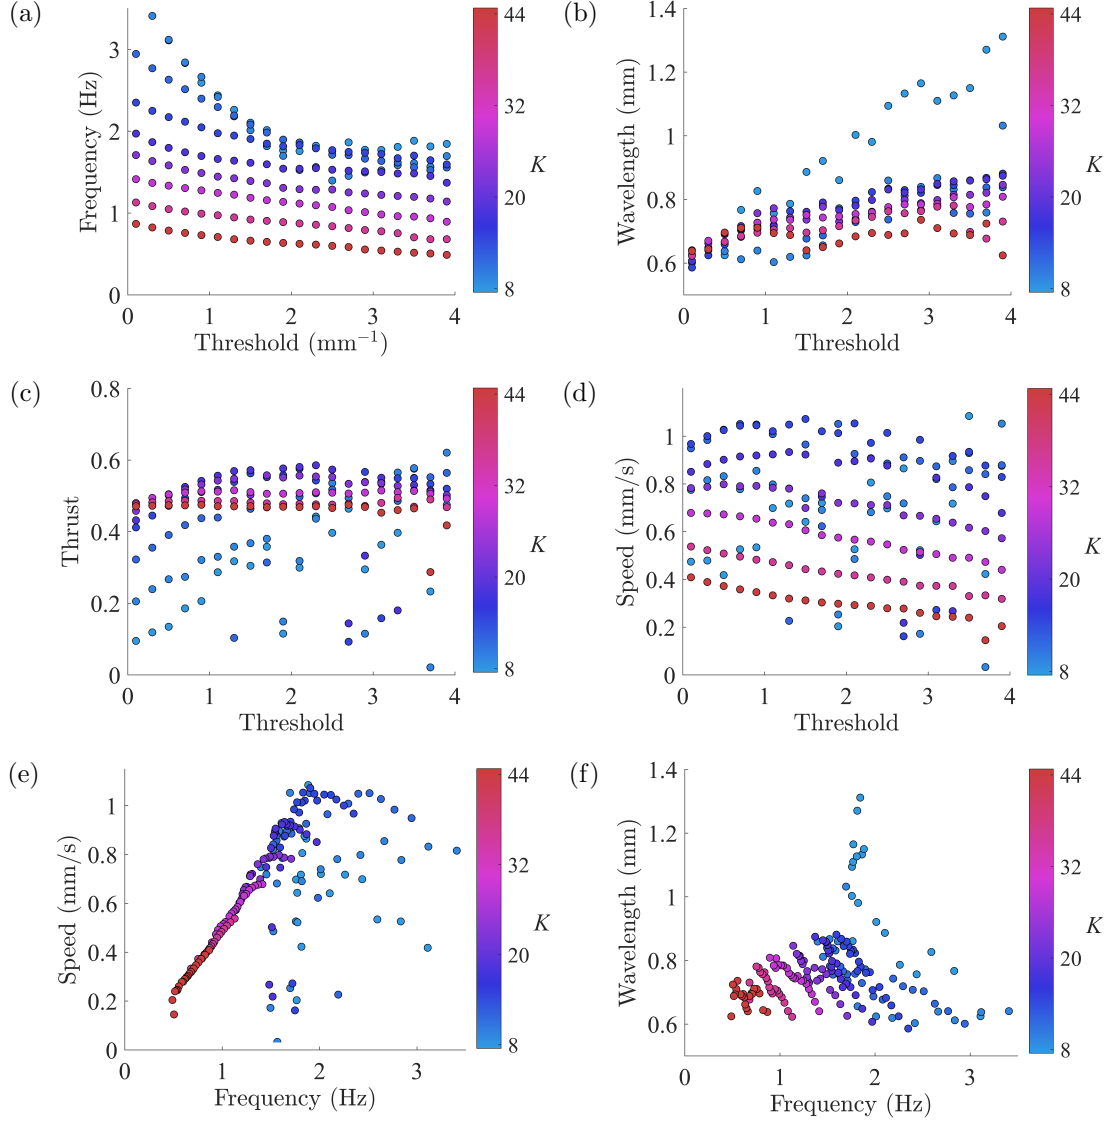 (a)
Frequency (Hz)
3
2
1
0
0 1 2 3 4
Threshold (mm⁻¹)
44
32
K
20
8
(b)
Wavelength (mm)
1.4
1.2
1
0.8
0.6
0 1 2 3 4
Threshold
44
32
K
20
8
(c)
Thrust
0.8
0.6
0.4
0.2
0
0 1 2 3 4
Threshold
44
32
K
20
8
(d)
Speed (mm/s)
1
0.8
0.6
0.4
0.2
0
0 1 2 3 4
Threshold
44
32
K
20
8
(e)
Speed (mm/s)
1
0.8
0.6
0.4
0.2
0
0 1 2 3
Frequency (Hz)
44
32
K
20
8
(f)
Wavelength (mm)
1.4
1.2
1
0.8
0.6
0 1 2 3
Frequency (Hz)
44
32
K
20
8